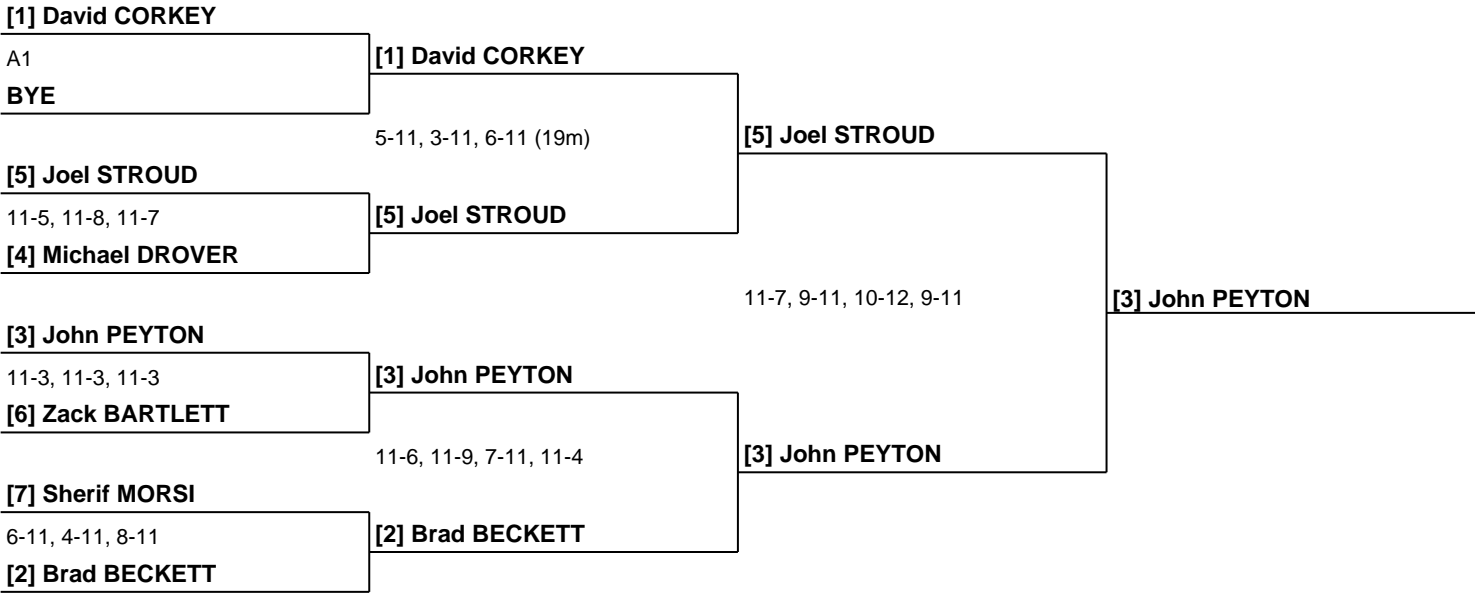 [1] David CORKEY
A1
BYE
[1] David CORKEY
5-11, 3-11, 6-11 (19m)
[5] Joel STROUD
[5] Joel STROUD
11-5, 11-8, 11-7
[4] Michael DROVER
[5] Joel STROUD
11-7, 9-11, 10-12, 9-11
[3] John PEYTON
[3] John PEYTON
11-3, 11-3, 11-3
[6] Zack BARTLETT
[3] John PEYTON
11-6, 11-9, 7-11, 11-4
[3] John PEYTON
[7] Sherif MORSI
6-11, 4-11, 8-11
[2] Brad BECKETT
[2] Brad BECKETT